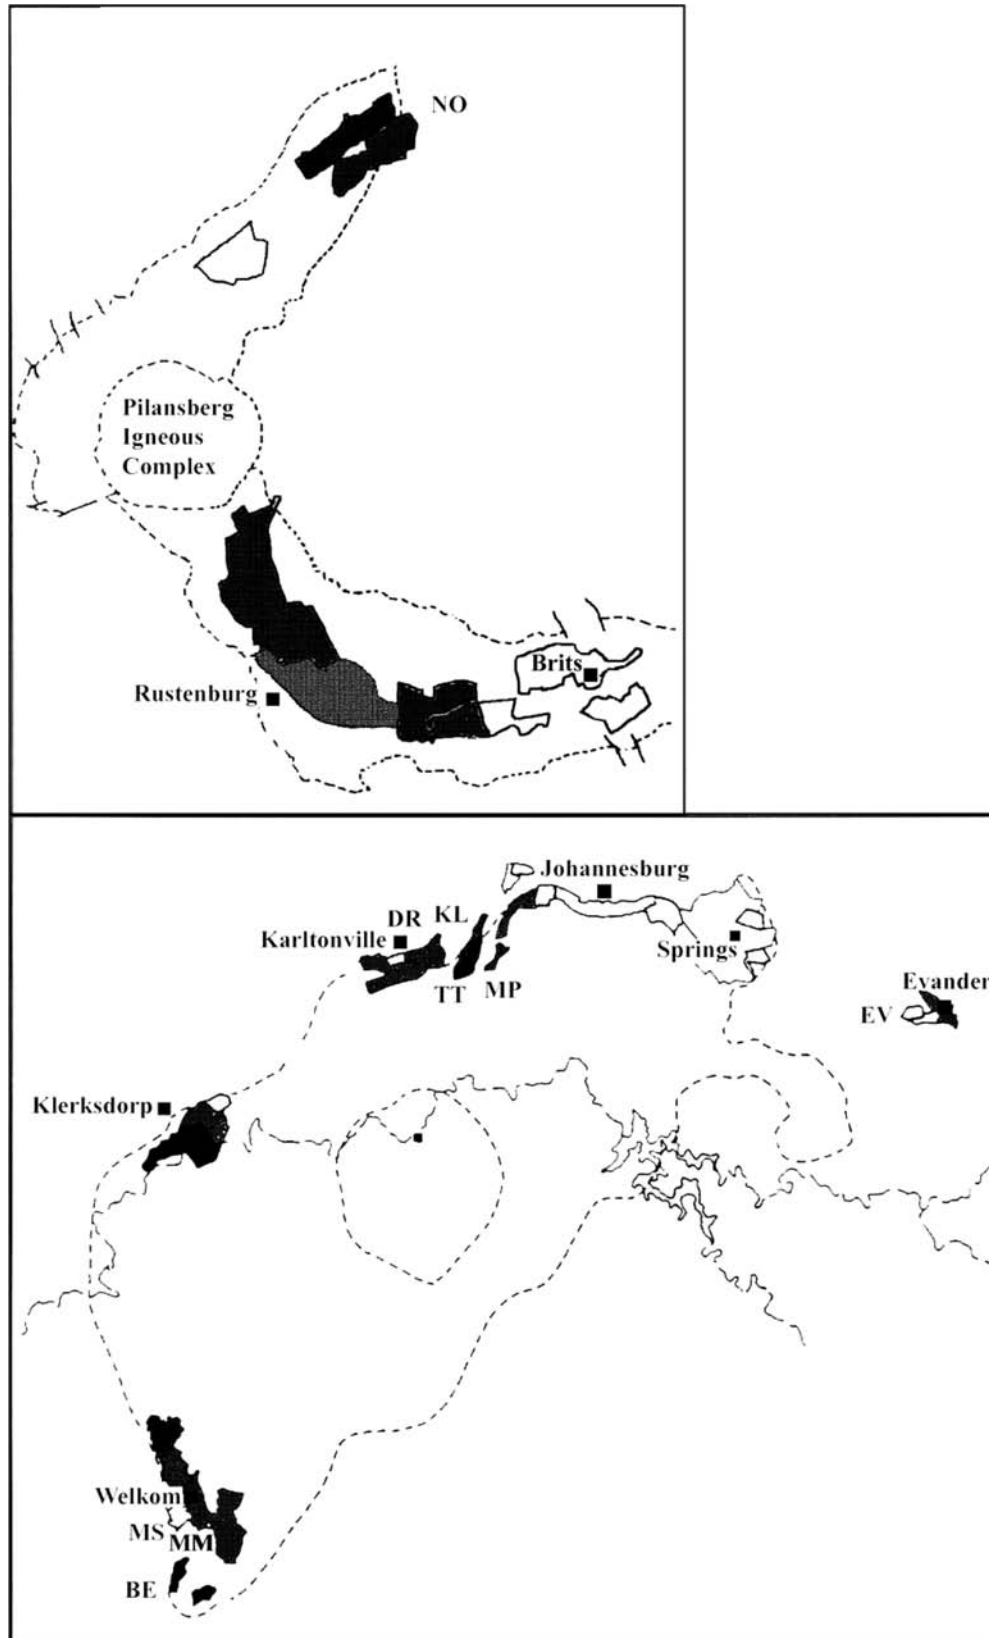 NO
Pilansberg
Igneous
Complex
Brits
Rustenburg
Johannesburg
DR
KL
Karltonville
Springs
TT
MP
Evander
EV
Klerksdorp
Welkom
MS
MM
BE